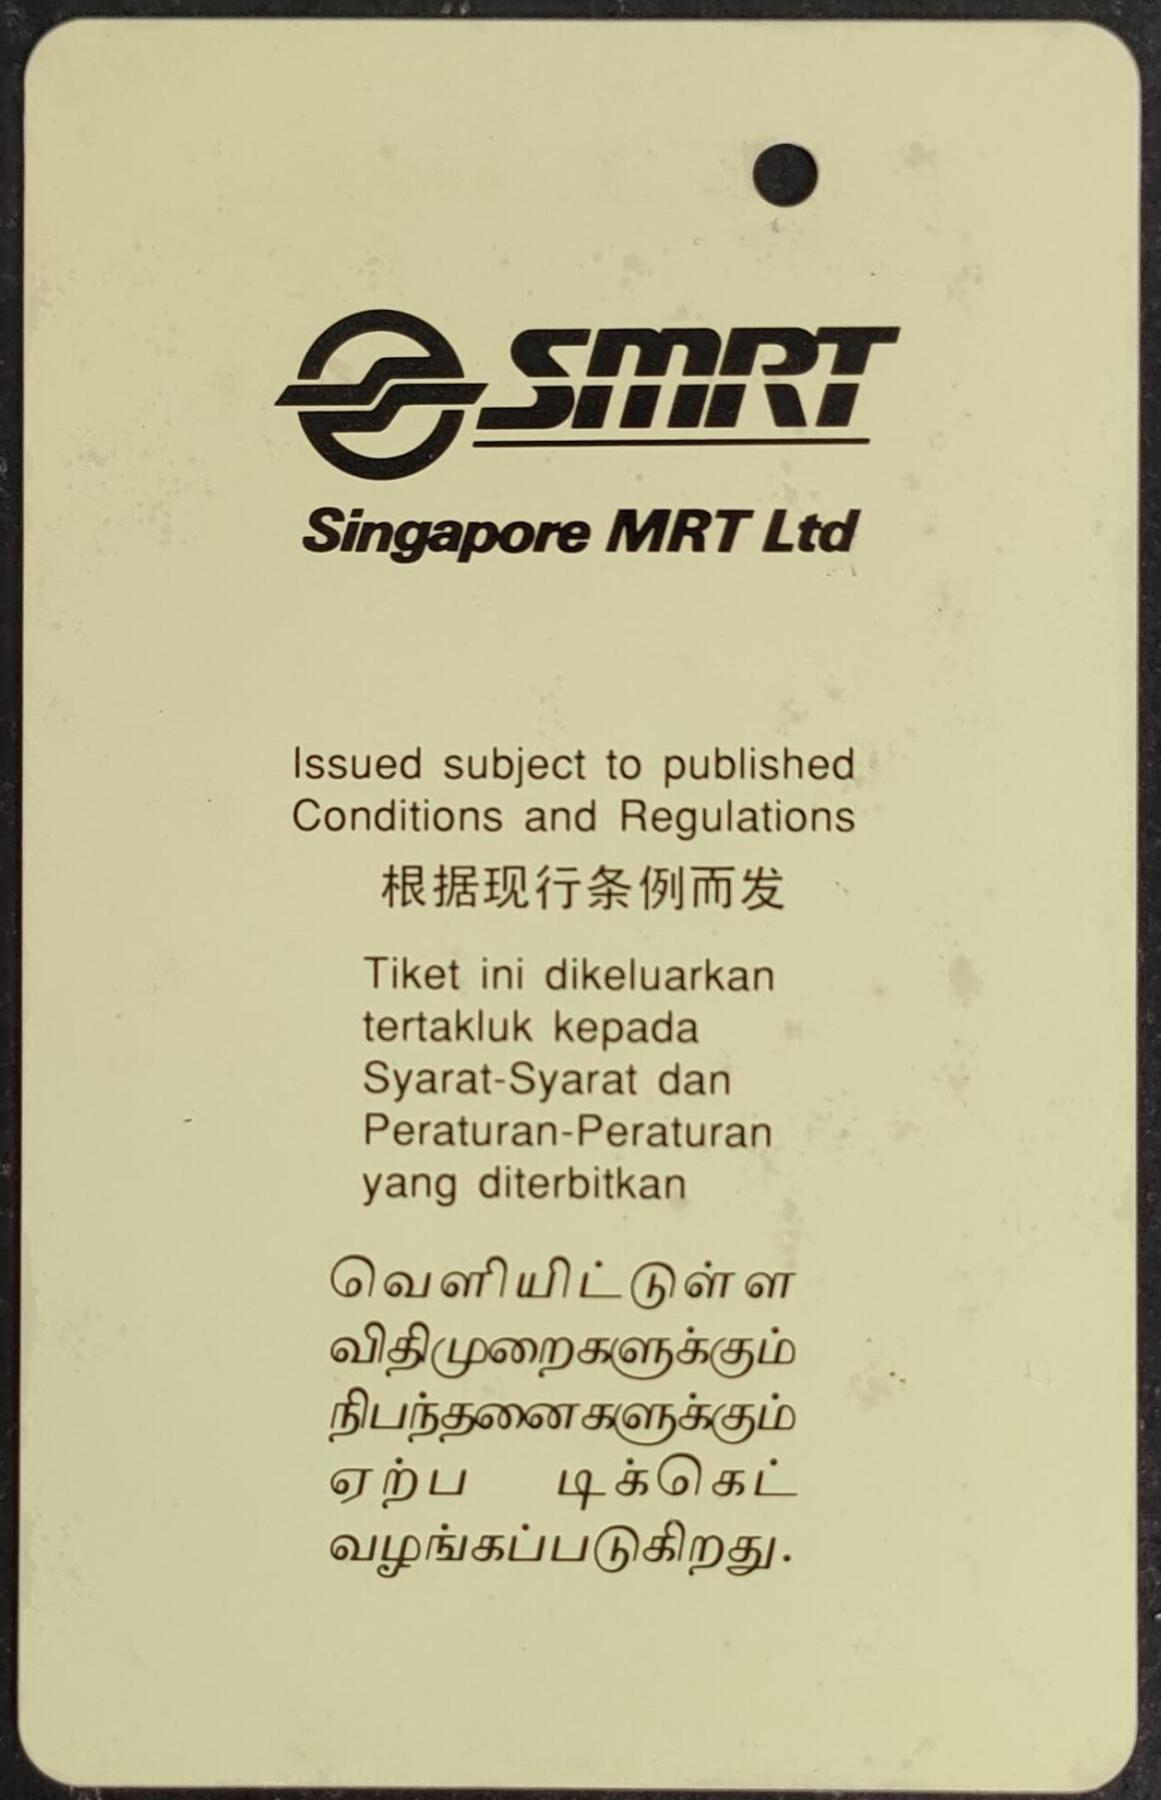 SMRT
Singapore MRT Ltd
Issued subject to published
Conditions and Regulations
根据现行条例而发
Tiket ini dikeluarkan
tertakluk kepada
Syarat-Syarat dan
Peraturan-Peraturan
yang diterbitkan
வெளியிட்டுள்ள
விதிமுறைகளுக்கும்
நிபந்தனைகளுக்கும்
ஏற்ப டிக்கெட்
வழங்கப்படுகிறது.